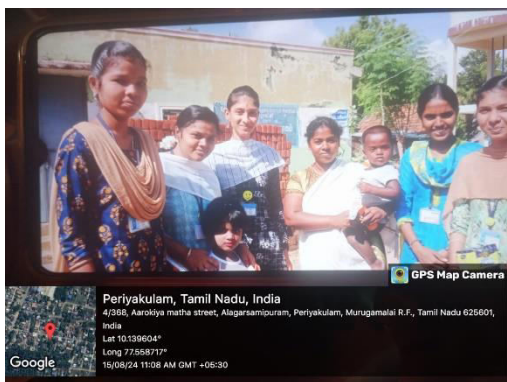 GPS Map Camera
Periyakulam, Tamil Nadu, India
4/368, Aarokiya matha street, Alagarsamipuram, Periyakulam, Murugamalai R.F., Tamil Nadu 625601,
India
Lat 10.139604°
Long 77.558717°
15/08/24 11:08 AM GMT +05:30
Google